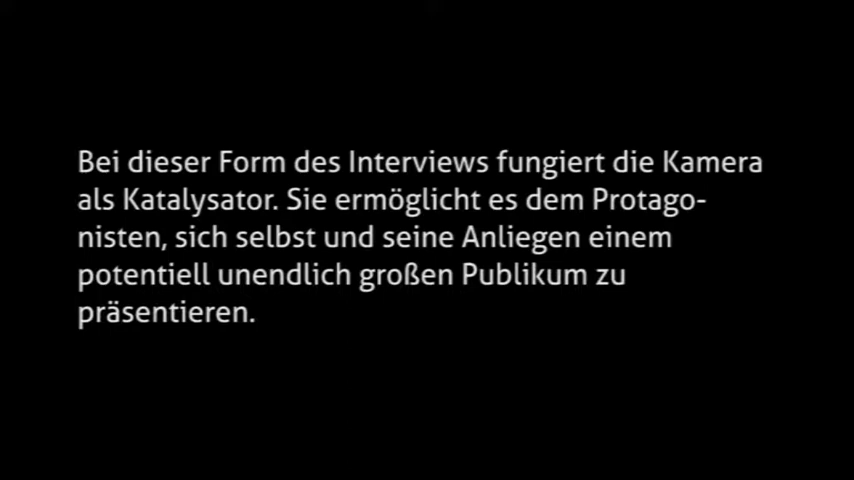 Bei dieser Form des Interviews fungiert die Kamera
als Katalysator. Sie ermöglicht es dem Protago-
nisten, sich selbst und seine Anliegen einem
potentiell unendlich großen Publikum zu
präsentieren.